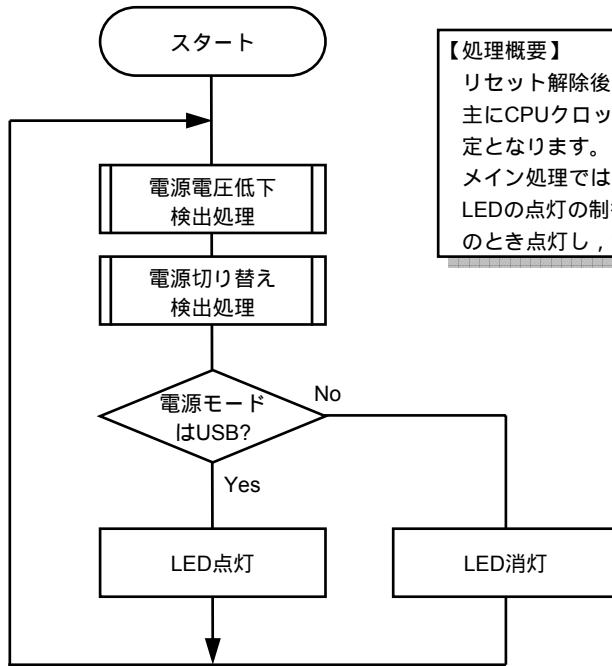 スタート
電源電圧低下
検出処理
電源切り替え
検出処理
電源モード
はUSB?
No
Yes
LED点灯
LED消灯
【処理概要】
リセット解除後
主にCPUクロッ
定となります。
メイン処理では
LEDの点灯の制
のとき点灯し，